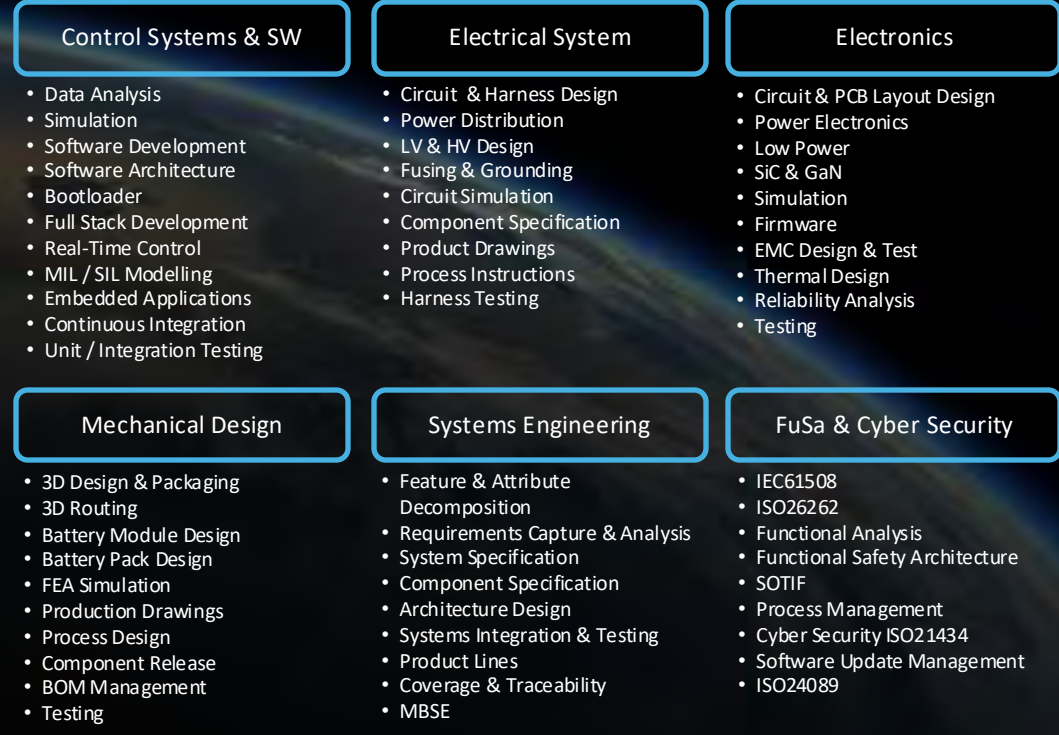 Control Systems & SW
• Data Analysis
• Simulation
• Software Development
• Software Architecture
• Bootloader
• Full Stack Development
• Real-Time Control
• MIL / SIL Modelling
• Embedded Applications
• Continuous Integration
• Unit / Integration Testing
Electrical System
• Circuit & Harness Design
• Power Distribution
• LV & HV Design
• Fusing & Grounding
• Circuit Simulation
• Component Specification
• Product Drawings
• Process Instructions
• Harness Testing
Electronics
• Circuit & PCB Layout Design
• Power Electronics
• Low Power
• SiC & GaN
• Simulation
• Firmware
• EMC Design & Test
• Thermal Design
• Reliability Analysis
• Testing
Mechanical Design
• 3D Design & Packaging
• 3D Routing
• Battery Module Design
• Battery Pack Design
• FEA Simulation
• Production Drawings
• Process Design
• Component Release
• BOM Management
• Testing
Systems Engineering
• Feature & Attribute
Decomposition
• Requirements Capture & Analysis
• System Specification
• Component Specification
• Architecture Design
• Systems Integration & Testing
• Product Lines
• Coverage & Traceability
• MBSE
FuSa & Cyber Security
• IEC61508
• ISO26262
• Functional Analysis
• Functional Safety Architecture
• SOTIF
• Process Management
• Cyber Security ISO21434
• Software Update Management
• ISO24089